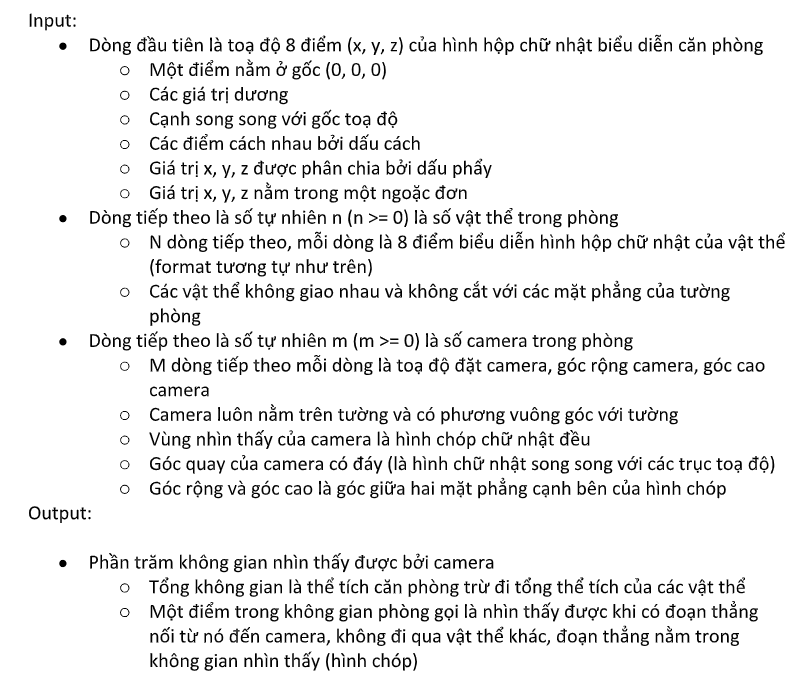 Input:
● Dòng đầu tiên là toạ độ 8 điểm (x, y, z) của hình hộp chữ nhật biểu diễn căn phòng
○ Một điểm nằm ở gốc (0, 0, 0)
○ Các giá trị dương
○ Cạnh song song với gốc toạ độ
○ Các điểm cách nhau bởi dấu cách
○ Giá trị x, y, z được phân chia bởi dấu phẩy
○ Giá trị x, y, z nằm trong một ngoặc đơn
● Dòng tiếp theo là số tự nhiên n (n >= 0) là số vật thể trong phòng
○ N dòng tiếp theo, mỗi dòng là 8 điểm biểu diễn hình hộp chữ nhật của vật thể
(format tương tự như trên)
○ Các vật thể không giao nhau và không cắt với các mặt phẳng của tường
phòng
● Dòng tiếp theo là số tự nhiên m (m >= 0) là số camera trong phòng
○ M dòng tiếp theo mỗi dòng là toạ độ đặt camera, góc rộng camera, góc cao
camera
○ Camera luôn nằm trên tường và có phương vuông góc với tường
○ Vùng nhìn thấy của camera là hình chóp chữ nhật đều
○ Góc quay của camera có đáy (là hình chữ nhật song song với các trục toạ độ)
○ Góc rộng và góc cao là góc giữa hai mặt phẳng cạnh bên của hình chóp
Output:
● Phần trăm không gian nhìn thấy được bởi camera
○ Tổng không gian là thể tích căn phòng trừ đi tổng thể tích của các vật thể
○ Một điểm trong không gian phòng gọi là nhìn thấy được khi có đoạn thẳng
nối từ nó đến camera, không đi qua vật thể khác, đoạn thẳng nằm trong
không gian nhìn thấy (hình chóp)